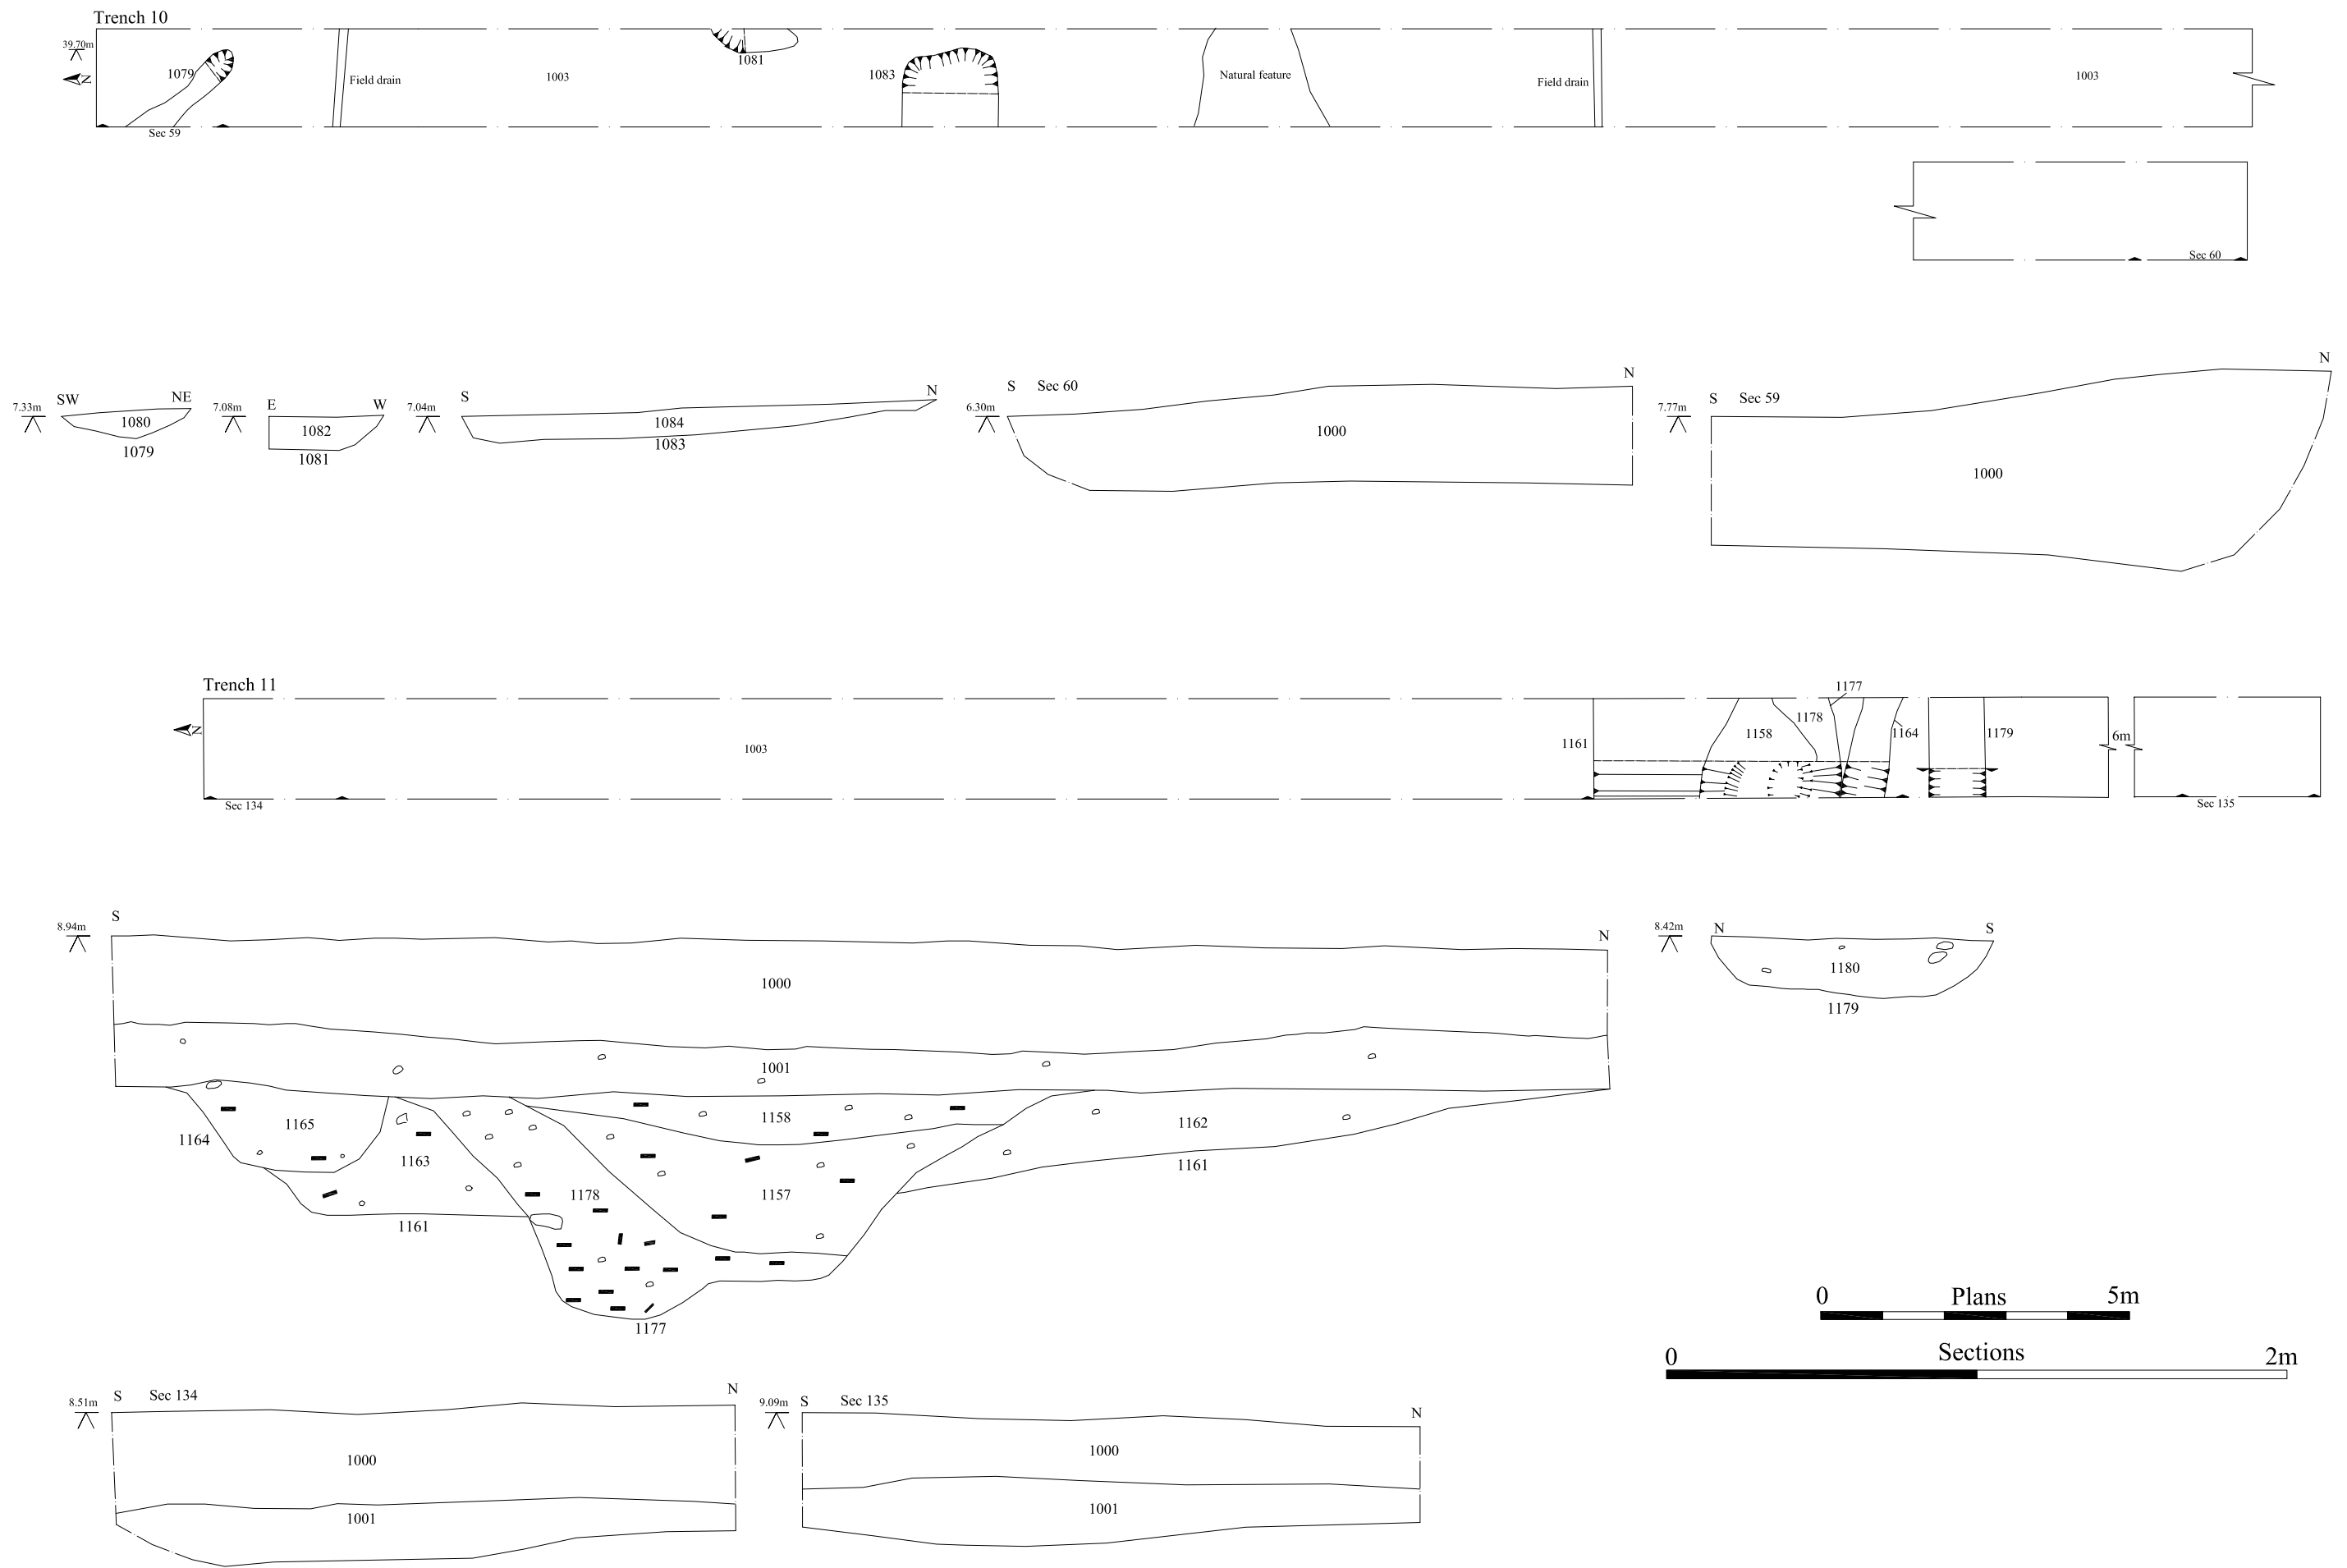 Trench 10
39.70m
N
1079
Sec 59
Field drain
1003
1081
1083
Natural feature
Field drain
1003
Sec 60
7.33m
SW
NE
1080
1079
7.08m
E
W
1082
1081
7.04m
S
N
1084
1083
6.30m
S
Sec 60
N
1000
7.77m
S
Sec 59
N
1000
Trench 11
N
1003
Sec 134
1161
1158
1178
1177
1164
1179
6m
Sec 135
8.94m
S
N
1000
1001
1165
1164
1163
1161
1178
1158
1157
1162
1161
1177
8.42m
N
S
1180
1179
0
Plans
5m
0
Sections
2m
8.51m
S
Sec 134
N
1000
1001
9.09m
S
Sec 135
N
1000
1001